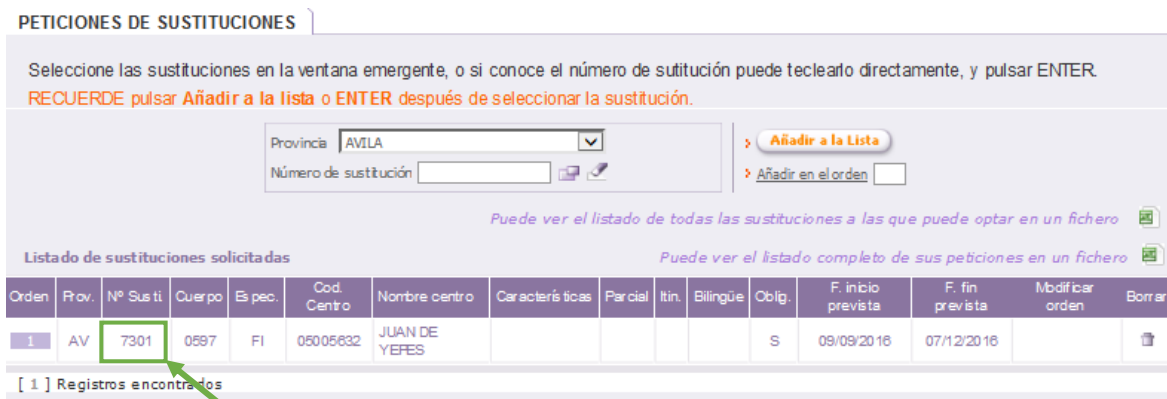 PETICIONES DE SUSTITUCIONES
Seleccione las sustituciones en la ventana emergente, o si conoce el número de sutitución puede teclearlo directamente, y pulsar ENTER.
RECUERDE pulsar Añadir a la lista o ENTER después de seleccionar la sustitución.
Provincia AVILA
Añadir a la Lista
Número de sustitución
Añadir en el orden
Puede ver el listado de todas las sustituciones a las que puede optar en un fichero
Listado de sustituciones solicitadas Puede ver el listado completo de sus peticiones en un fichero
Orden Prov. Nº Susti. Cuerpo Espec. Cod. Centro Nombre centro Características Parcial Itin. Bilingüe Oblig. F. inicio prevista F. fin prevista Modificar orden Borrar
1 AV 7301 0597 FI 05005632 JUAN DE YEPES S 09/09/2016 07/12/2016
[ 1 ] Registros encontrados